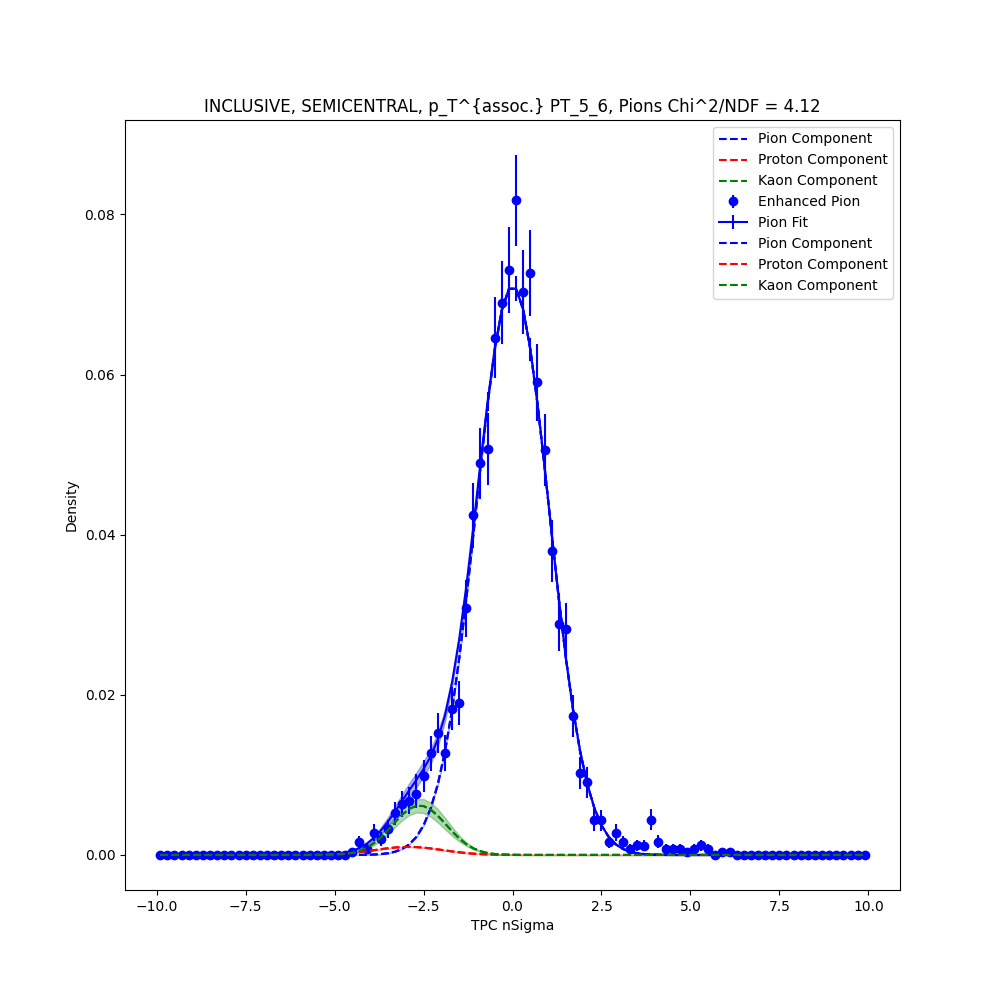 INCLUSIVE, SEMICENTRAL, p_T^{assoc.} PT_5_6, Pions Chi^2/NDF = 4.12
Pion Component
Proton Component
Kaon Component
Enhanced Pion
Pion Fit
Pion Component
Proton Component
Kaon Component
0.08
0.06
0.04
0.02
0.00
Density
−10.0 −7.5 −5.0 −2.5 0.0 2.5 5.0 7.5 10.0
TPC nSigma